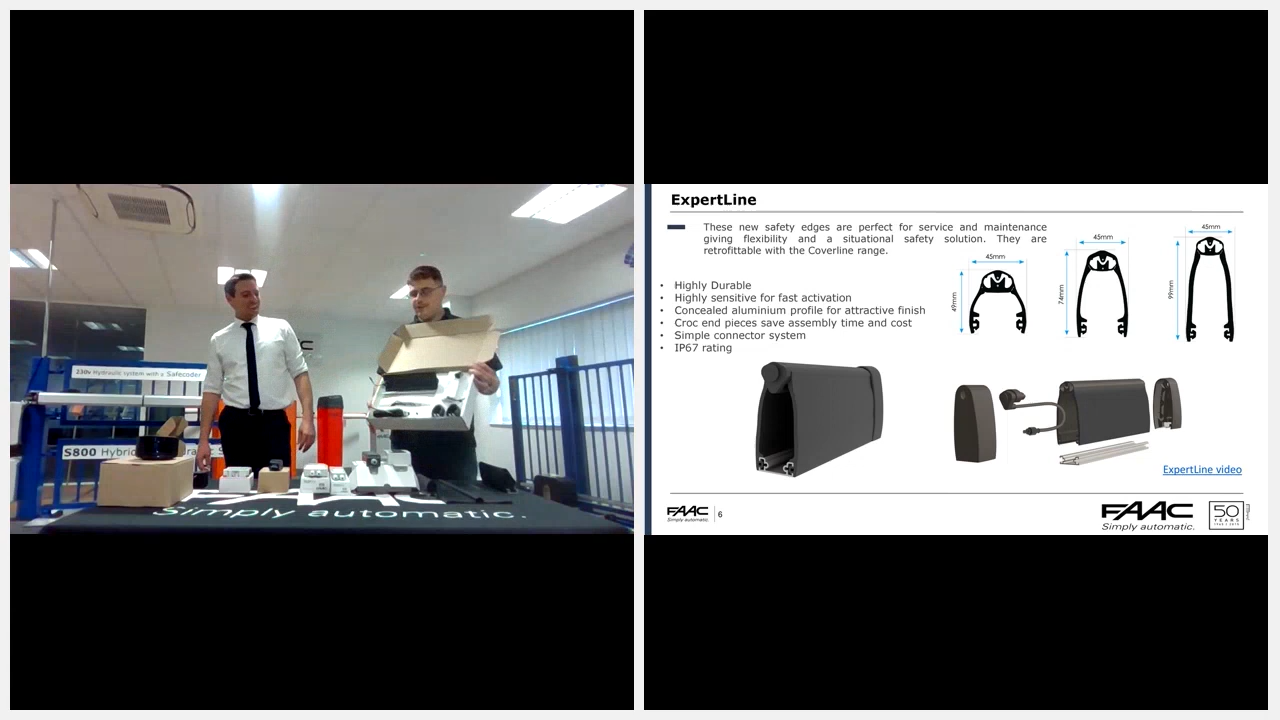 230v Hydraulic system with a Safecoder
S800 Hybrid
FAAC
Simply automatic.
ExpertLine
These new safety edges are perfect for service and maintenance
giving flexibility and a situational safety solution. They are
retrofittable with the Coverline range.
• Highly Durable
• Highly sensitive for fast activation
• Concealed aluminium profile for attractive finish
• Croc end pieces save assembly time and cost
• Simple connector system
• IP67 rating
45mm
49mm
45mm
74mm
45mm
99mm
ExpertLine video
FAAC
Simply automatic.
6
FAAC
Simply automatic.
50
YEARS